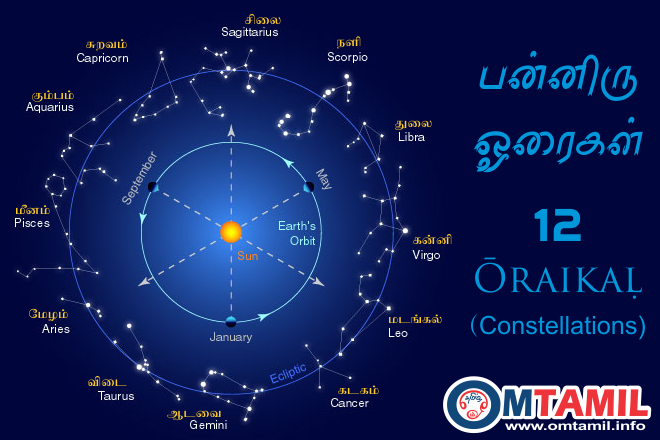 சிலை
Sagittarius
நளி
Scorpio
சுறவம்
Capricorn
கும்பம்
Aquarius
துலை
Libra
மீனம்
Pisces
கன்னி
Virgo
மேழம்
Aries
மடங்கல்
Leo
விடை
Taurus
ஆடவை
Gemini
கடகம்
Cancer
September
May
January
Earth's
Orbit
Sun
Ecliptic
பன்னிரு
ஓரைகள்
12
ŌRAIKAḶ
(Constellations)
தமிழ்
OMTAMIL
www.omtamil.info